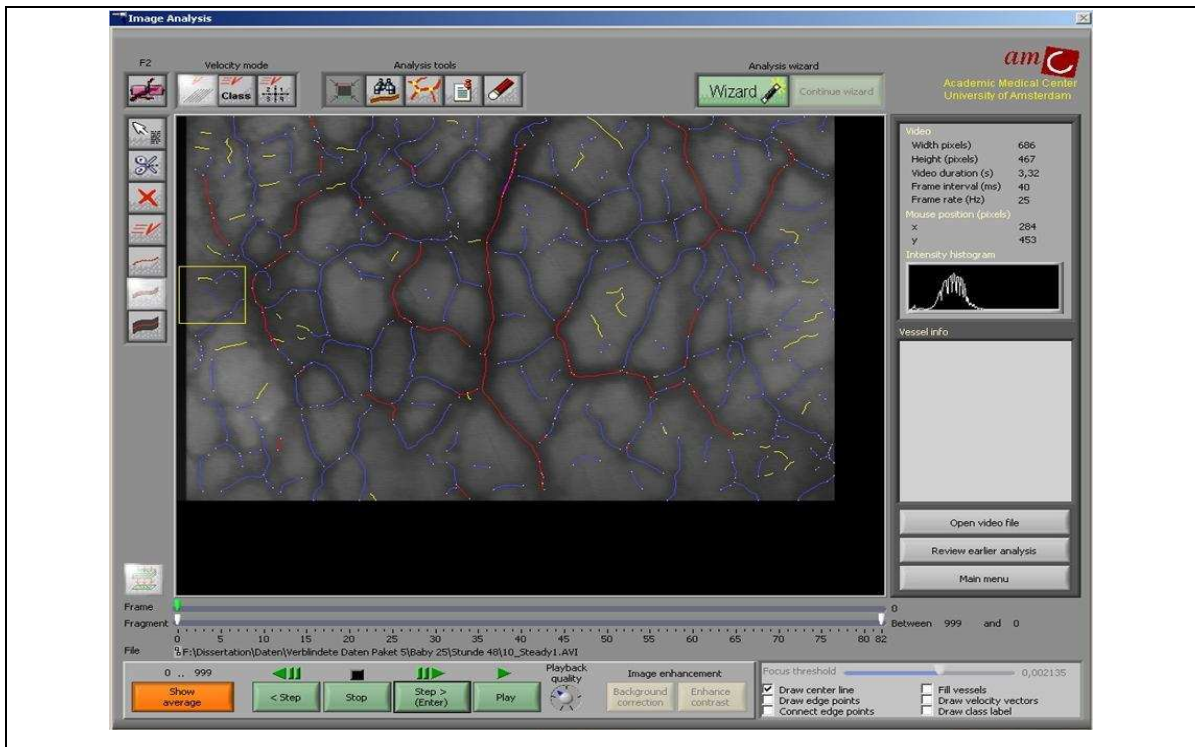 Image Analysis
F2
Velocity mode
Analysis tools
Analysis wizard
Class
Wizard
Continue wizard
amC
Academic Medical Center
University of Amsterdam
Video
Width pixels) 686
Height (pixels) 467
Video duration (s) 3,32
Frame interval (ms) 40
Frame rate (Hz) 25
Mouse position (pixels)
x 284
y 453
Intensity histogram
Vessel info
Open video file
Review earlier analysis
Main menu
Frame 0
Fragment Between 999 and 0
0 5 10 15 20 25 30 35 40 45 50 55 60 65 70 75 80 82
File F:\Dissertation\Daten\Verblindete Daten Paket 5\Baby 25\Stunde 48\10_Steady1.AVI
0 .. 999
Show average
< Step
Stop
Step > (Enter)
Play
Playback quality
Image enhancement
Background correction
Enhance contrast
Focus threshold 0,002135
Draw center line
Draw edge points
Connect edge points
Fill vessels
Draw velocity vectors
Draw class label